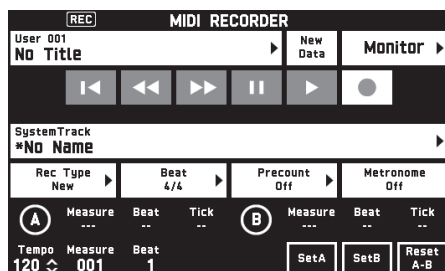 REC MIDI RECORDER
User 001
No Title
New
Data
Monitor
SystemTrack
*No Name
Rec Type
New
Beat
4/4
Precount
Off
Metronome
Off
A Measure Beat Tick B Measure Beat Tick
--- -- -- --- -- --
Tempo Measure Beat
120 001 1
SetA SetB Reset
A-B